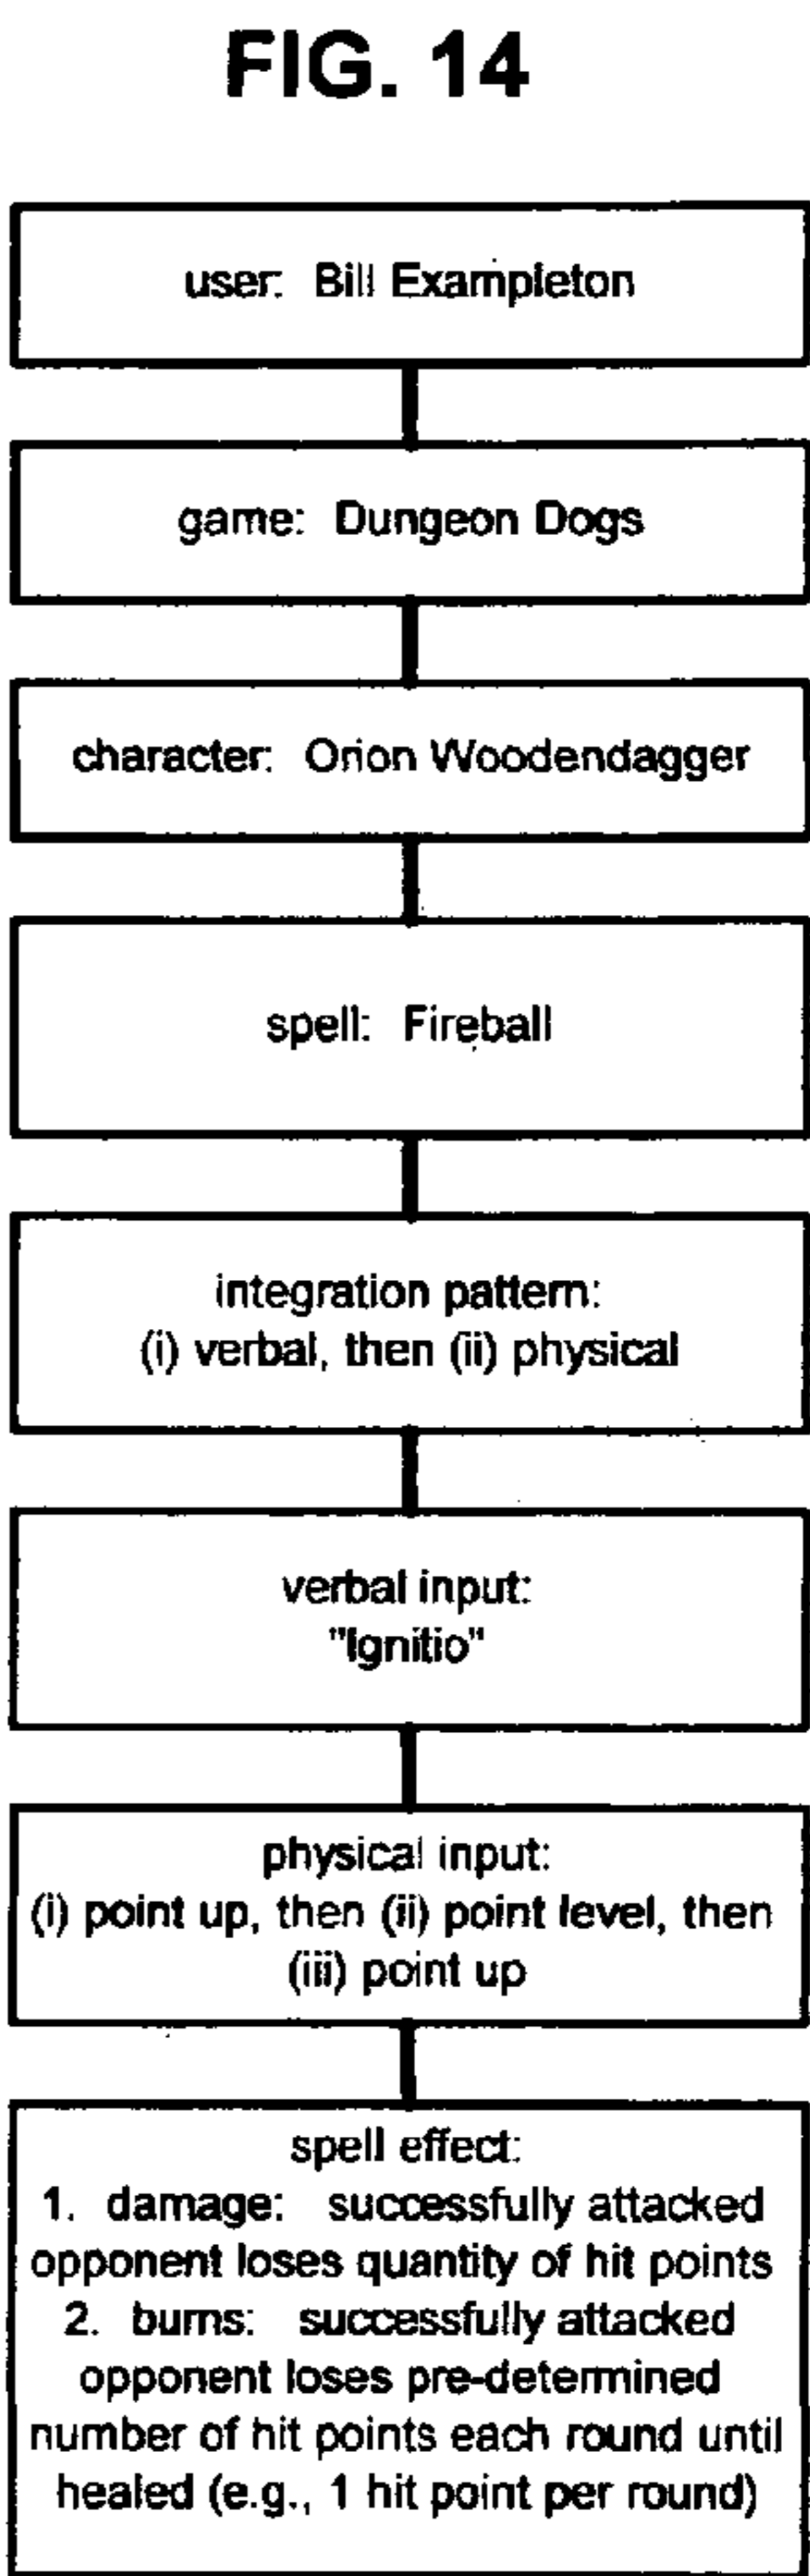 FIG. 14
user: Bill Exampleton
game: Dungeon Dogs
character: Orion Woodendagger
spell: Fireball
integration pattern:
(i) verbal, then (ii) physical
verbal input:
"Ignitio"
physical input:
(i) point up, then (ii) point level, then
(iii) point up
spell effect:
1. damage: successfully attacked
opponent loses quantity of hit points
2. burns: successfully attacked
opponent loses pre-determined
number of hit points each round until
healed (e.g., 1 hit point per round)